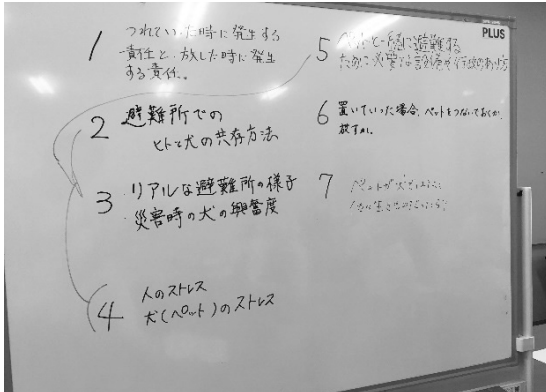 1 つれていった時に発生する
責任と、放した時に発生
する責任。
2 避難所での
ヒトと犬の共存方法
3 ・リアルな避難所の様子
・災害時の犬の興奮度
4 人のストレス
犬(ペット)のストレス
5 ペットと一緒に避難する
ために必要な
6 置いていった場合、ペットをつないでおくか、
放すか。
7 ペットが
PLUS